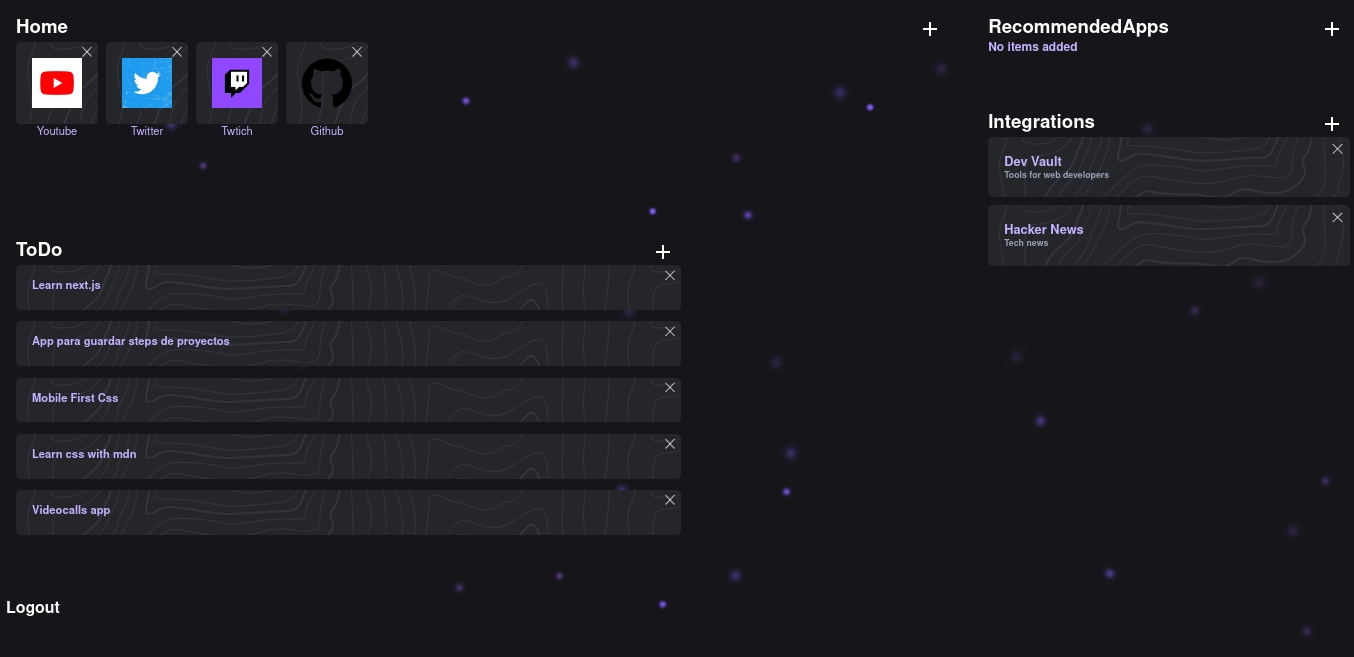 Home
Youtube
Twitter
Twtich
Github
RecommendedApps
No items added
Integrations
Dev Vault
Tools for web developers
Hacker News
Tech news
ToDo
Learn next.js
App para guardar steps de proyectos
Mobile First Css
Learn css with mdn
Videocalls app
Logout